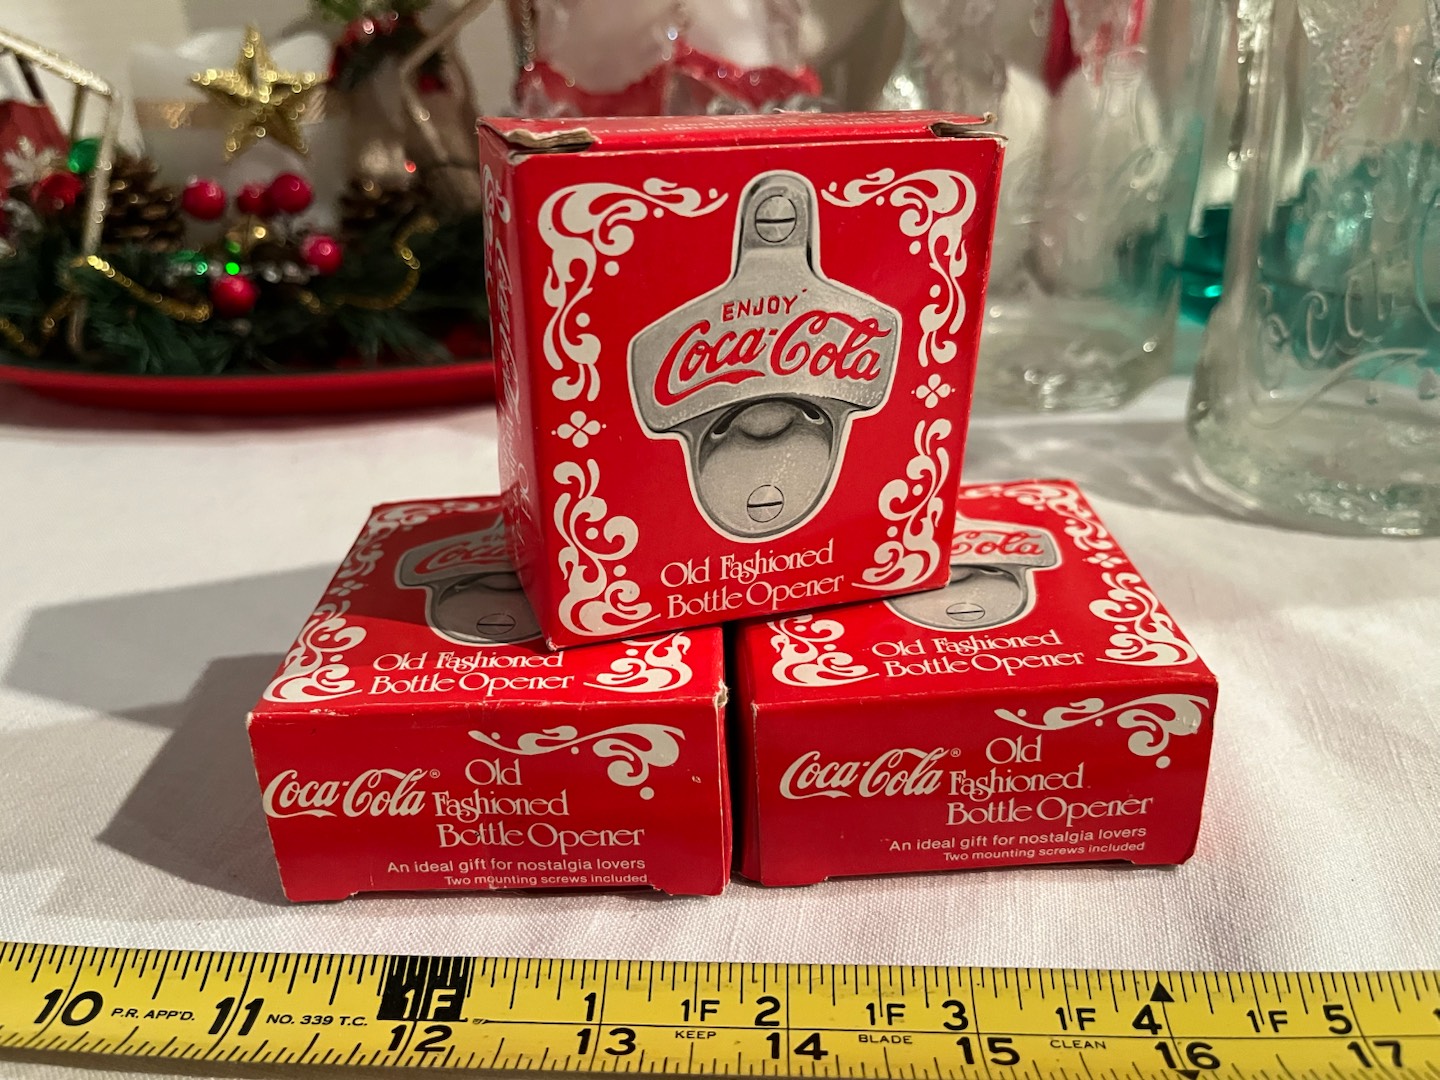 ENJOY
Coca-Cola
Old Fashioned
Bottle Opener
Coca-Cola
Old Fashioned
Bottle Opener
Cola
Old Fashioned
Bottle Opener
Coca-Cola® Old
Fashioned
Bottle Opener
An ideal gift for nostalgia lovers
Two mounting screws included
Coca-Cola® Old
Fashioned
Bottle Opener
An ideal gift for nostalgia lovers
Two mounting screws included
10 P.R. APP'D. 11 NO. 339 T.C. 1F 1 1F 2 1F 3 1F 4 1F 5
12 13 KEEP 14 BLADE 15 CLEAN 16 17